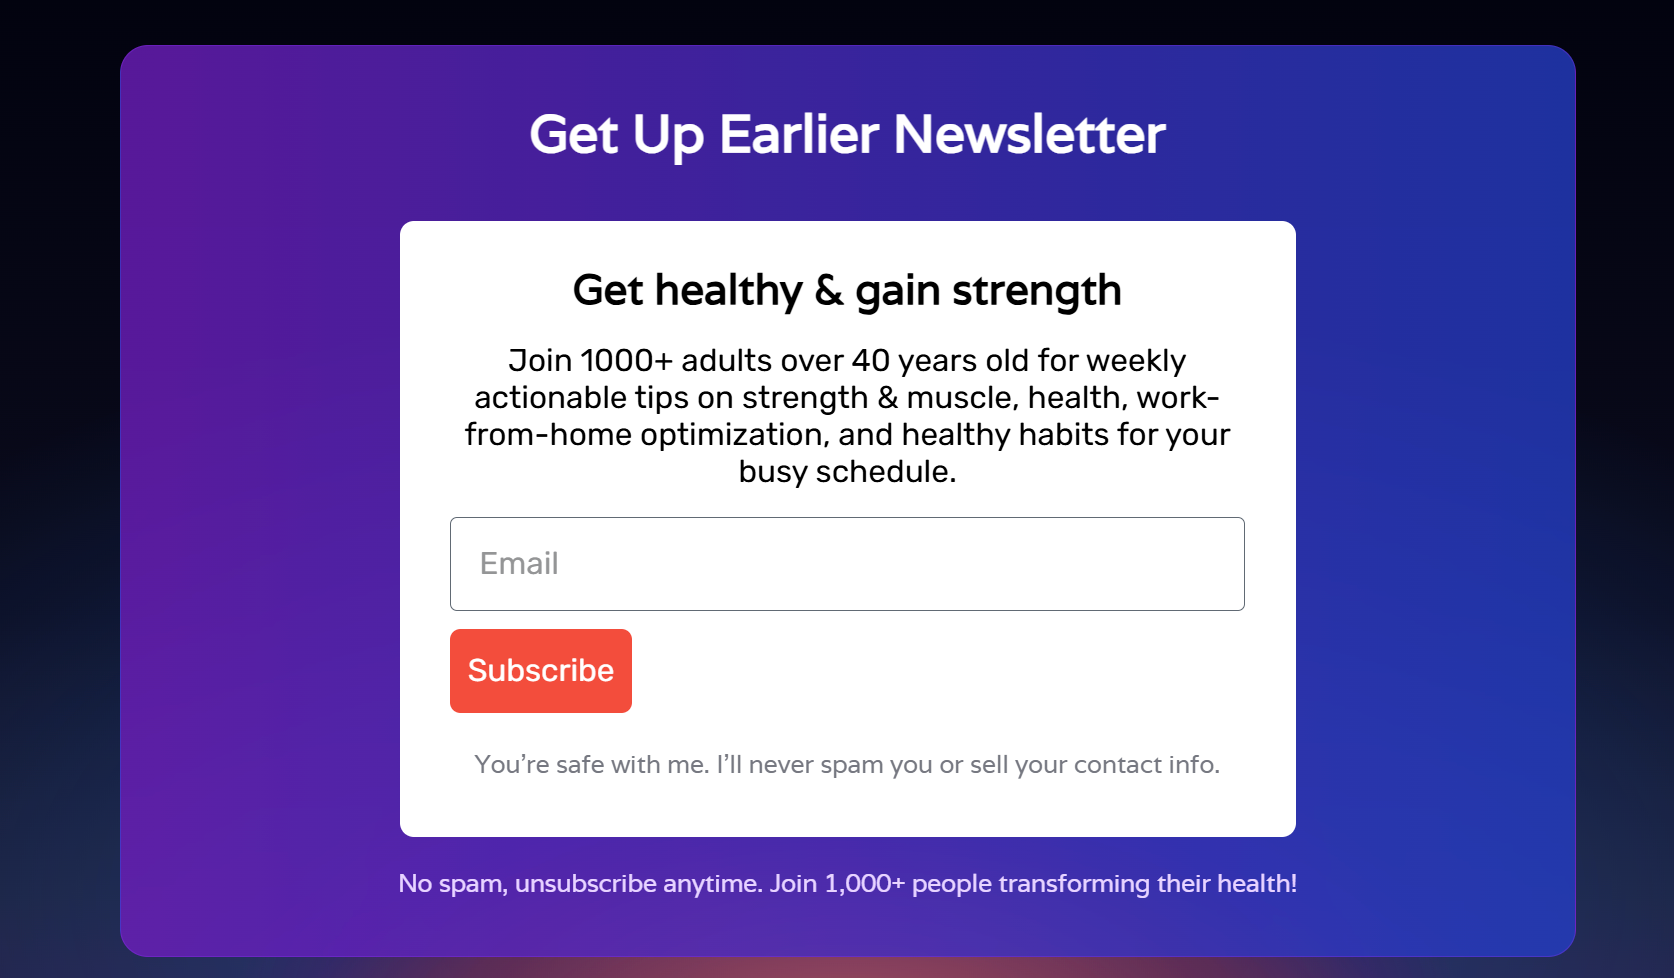 Get Up Earlier Newsletter
Get healthy & gain strength
Join 1000+ adults over 40 years old for weekly
actionable tips on strength & muscle, health, work-
from-home optimization, and healthy habits for your
busy schedule.
Email
Subscribe
You’re safe with me. I’ll never spam you or sell your contact info.
No spam, unsubscribe anytime. Join 1,000+ people transforming their health!